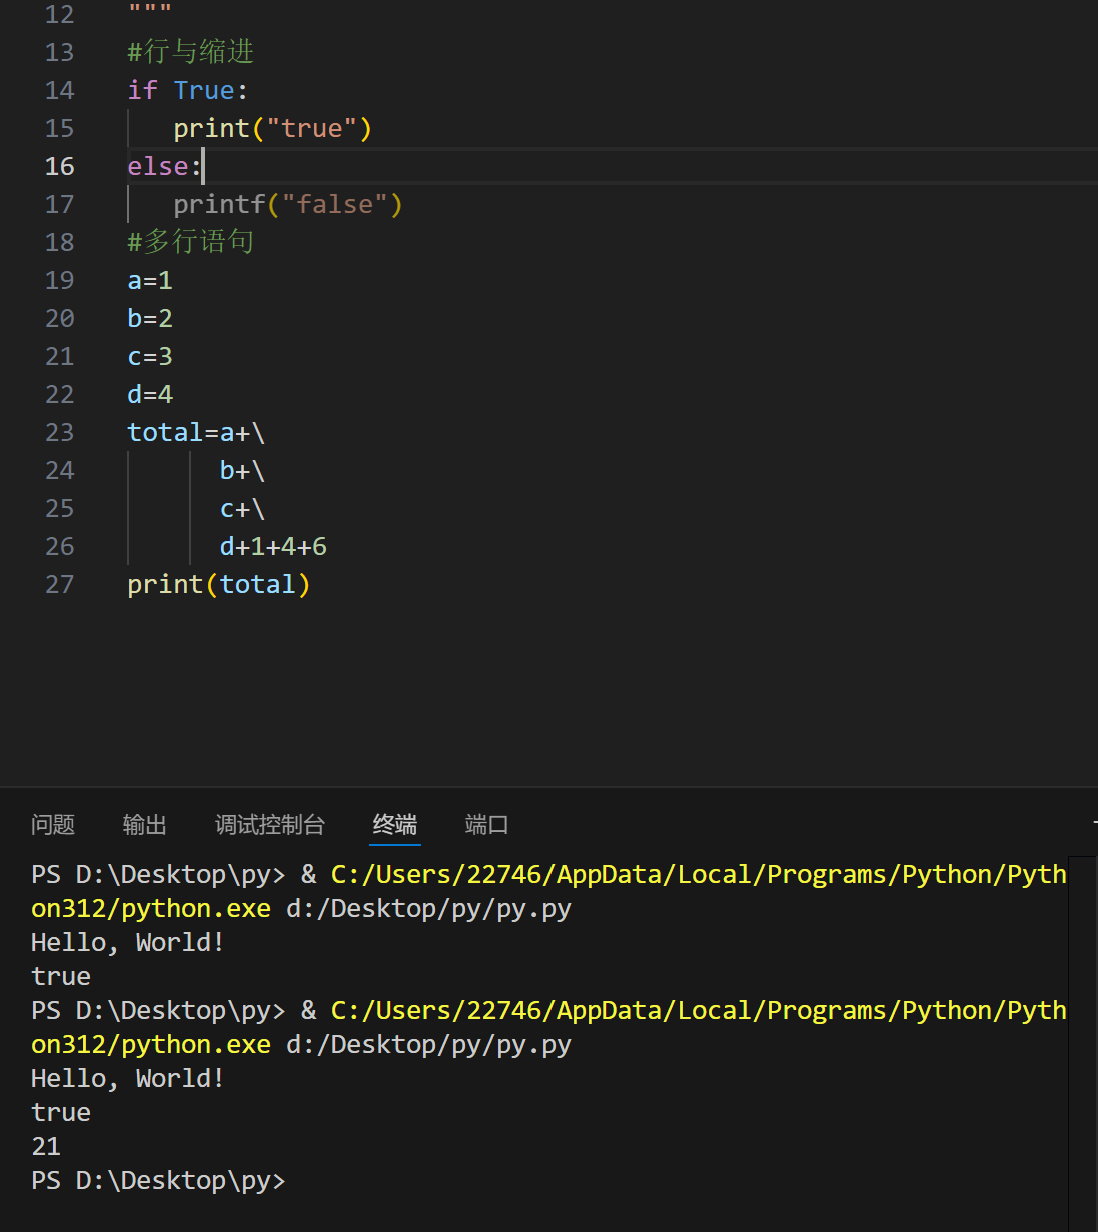 12 """
13 #行与缩进
14 if True:
15 print("true")
16 else:
17 printf("false")
18 #多行语句
19 a=1
20 b=2
21 c=3
22 d=4
23 total=a+\
24 b+\
25 c+\
26 d+1+4+6
27 print(total)
问题 输出 调试控制台 终端 端口
PS D:\Desktop\py> & C:/Users/22746/AppData/Local/Programs/Python/Pyth
on312/python.exe d:/Desktop/py/py.py
Hello, World!
true
PS D:\Desktop\py> & C:/Users/22746/AppData/Local/Programs/Python/Pyth
on312/python.exe d:/Desktop/py/py.py
Hello, World!
true
21
PS D:\Desktop\py>